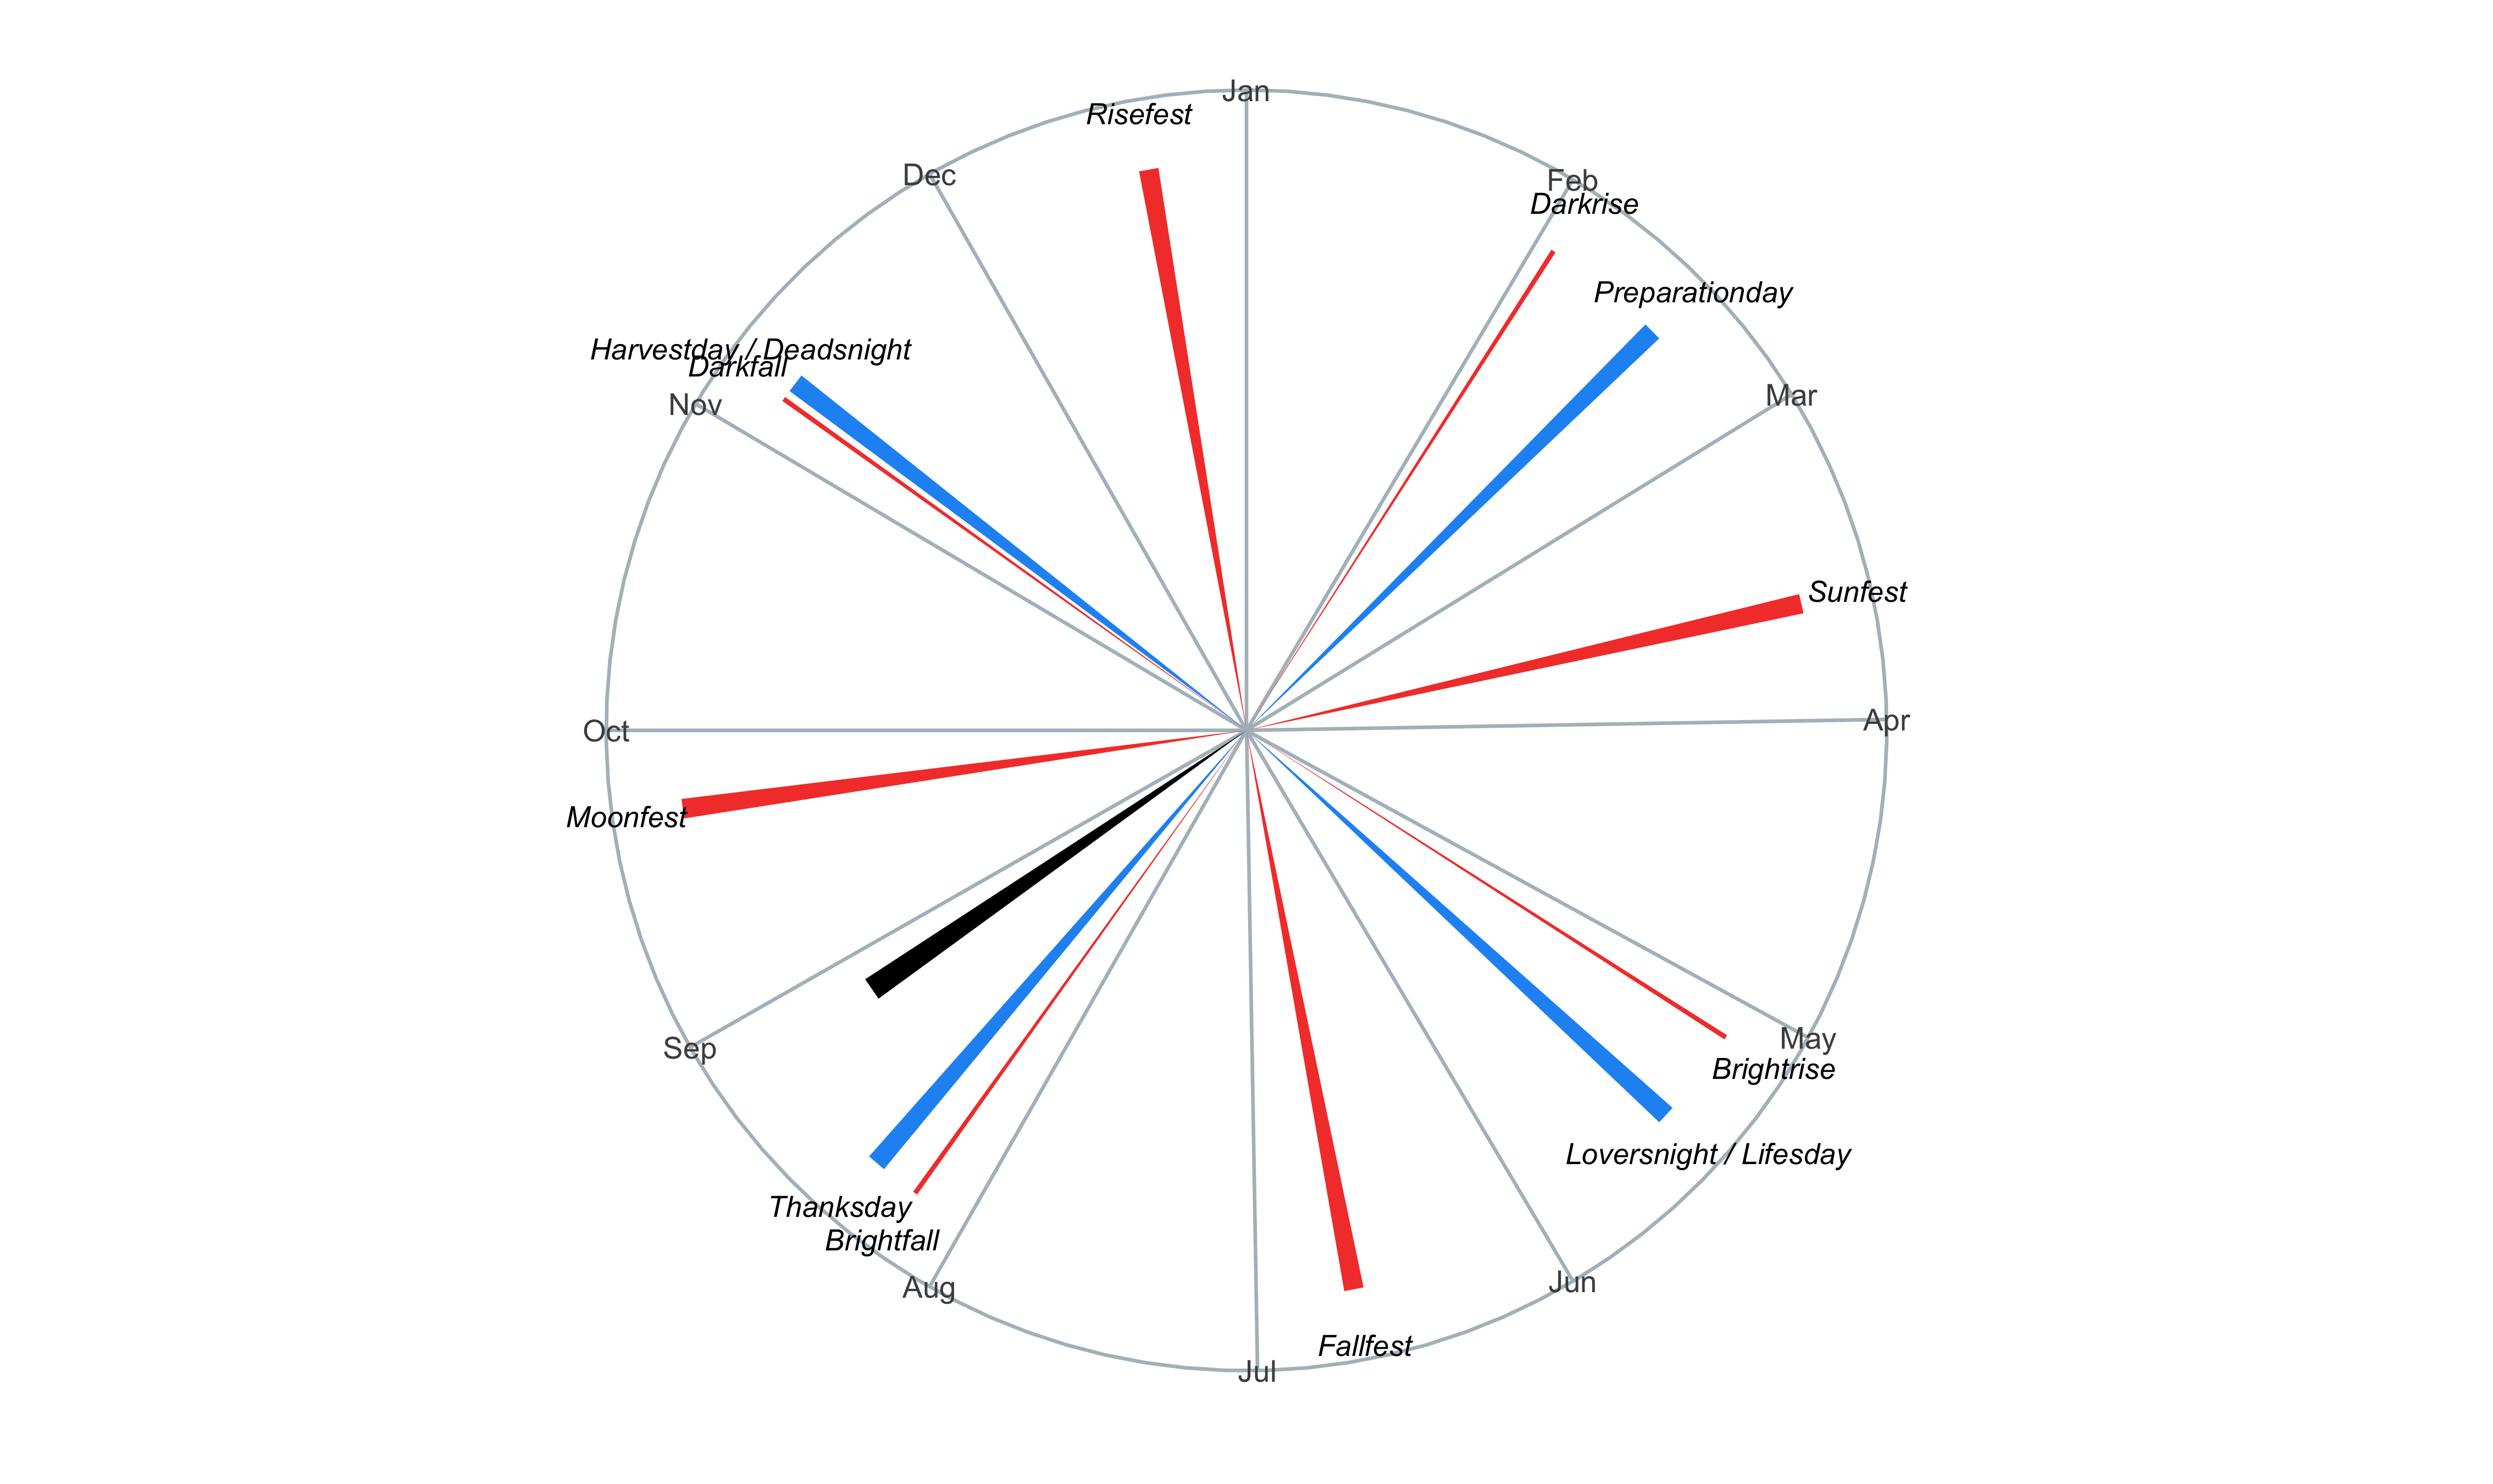 Jan
Risefest
Dec
Feb
Darkrise
Preparationday
Harvestday / Deadsnight
Darkfall
Nov
Mar
Sunfest
Oct
Apr
Moonfest
Sep
May
Brightrise
Loversnight / Lifesday
Thanksday
Brightfall
Aug
Jun
Fallfest
Jul